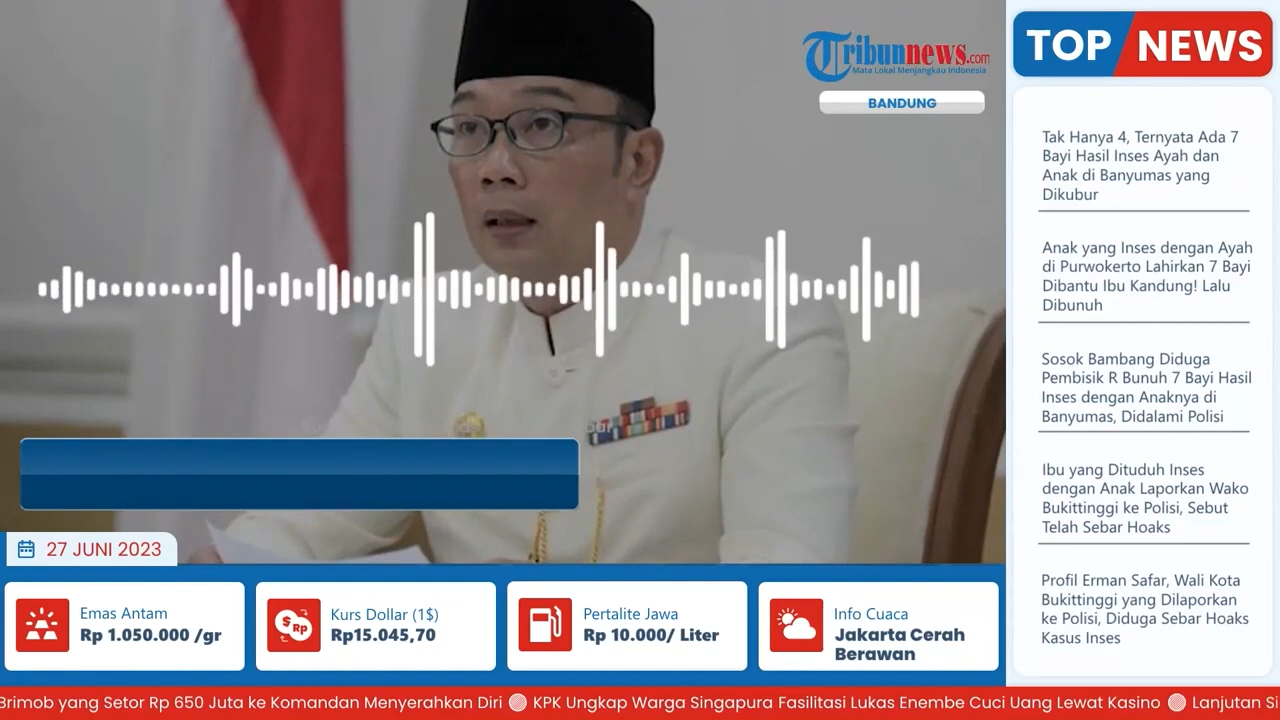 Tribunnews.com
Mata Lokal Menjangkau Indonesia
BANDUNG
27 JUNI 2023
Emas Antam
Rp 1.050.000 /gr
Kurs Dollar (1$)
Rp15.045,70
Pertalite Jawa
Rp 10.000/ Liter
Info Cuaca
Jakarta Cerah
Berawan
TOP NEWS
Tak Hanya 4, Ternyata Ada 7
Bayi Hasil Inses Ayah dan
Anak di Banyumas yang
Dikubur
Anak yang Inses dengan Ayah
di Purwokerto Lahirkan 7 Bayi
Dibantu Ibu Kandung! Lalu
Dibunuh
Sosok Bambang Diduga
Pembisik R Bunuh 7 Bayi Hasil
Inses dengan Anaknya di
Banyumas, Didalami Polisi
Ibu yang Dituduh Inses
dengan Anak Laporkan Wako
Bukittinggi ke Polisi, Sebut
Telah Sebar Hoaks
Profil Erman Safar, Wali Kota
Bukittinggi yang Dilaporkan
ke Polisi, Diduga Sebar Hoaks
Kasus Inses
Brimob yang Setor Rp 650 Juta ke Komandan Menyerahkan Diri KPK Ungkap Warga Singapura Fasilitasi Lukas Enembe Cuci Uang Lewat Kasino Lanjutan Si